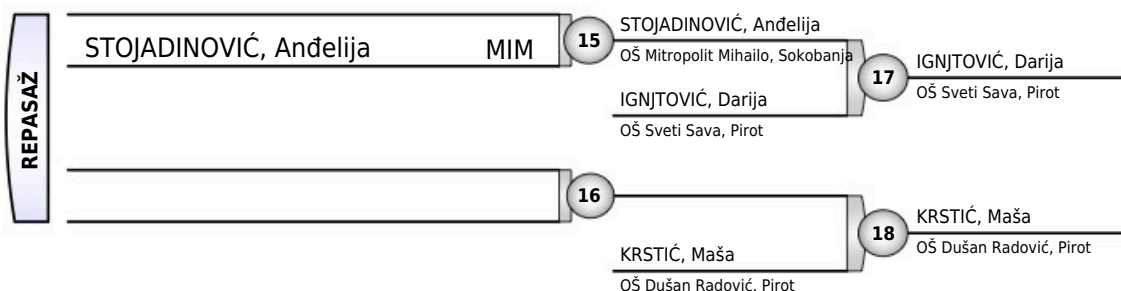 REPASAŽ
STOJADINOVIĆ, Anđelija MIM
15
STOJADINOVIĆ, Anđelija
OŠ Mitropolit Mihailo, Sokobanja
IGNJTOVIĆ, Darija
OŠ Sveti Sava, Pirot
17
IGNJTOVIĆ, Darija
OŠ Sveti Sava, Pirot
16
KRSTIĆ, Maša
OŠ Dušan Radović, Pirot
18
KRSTIĆ, Maša
OŠ Dušan Radović, Pirot